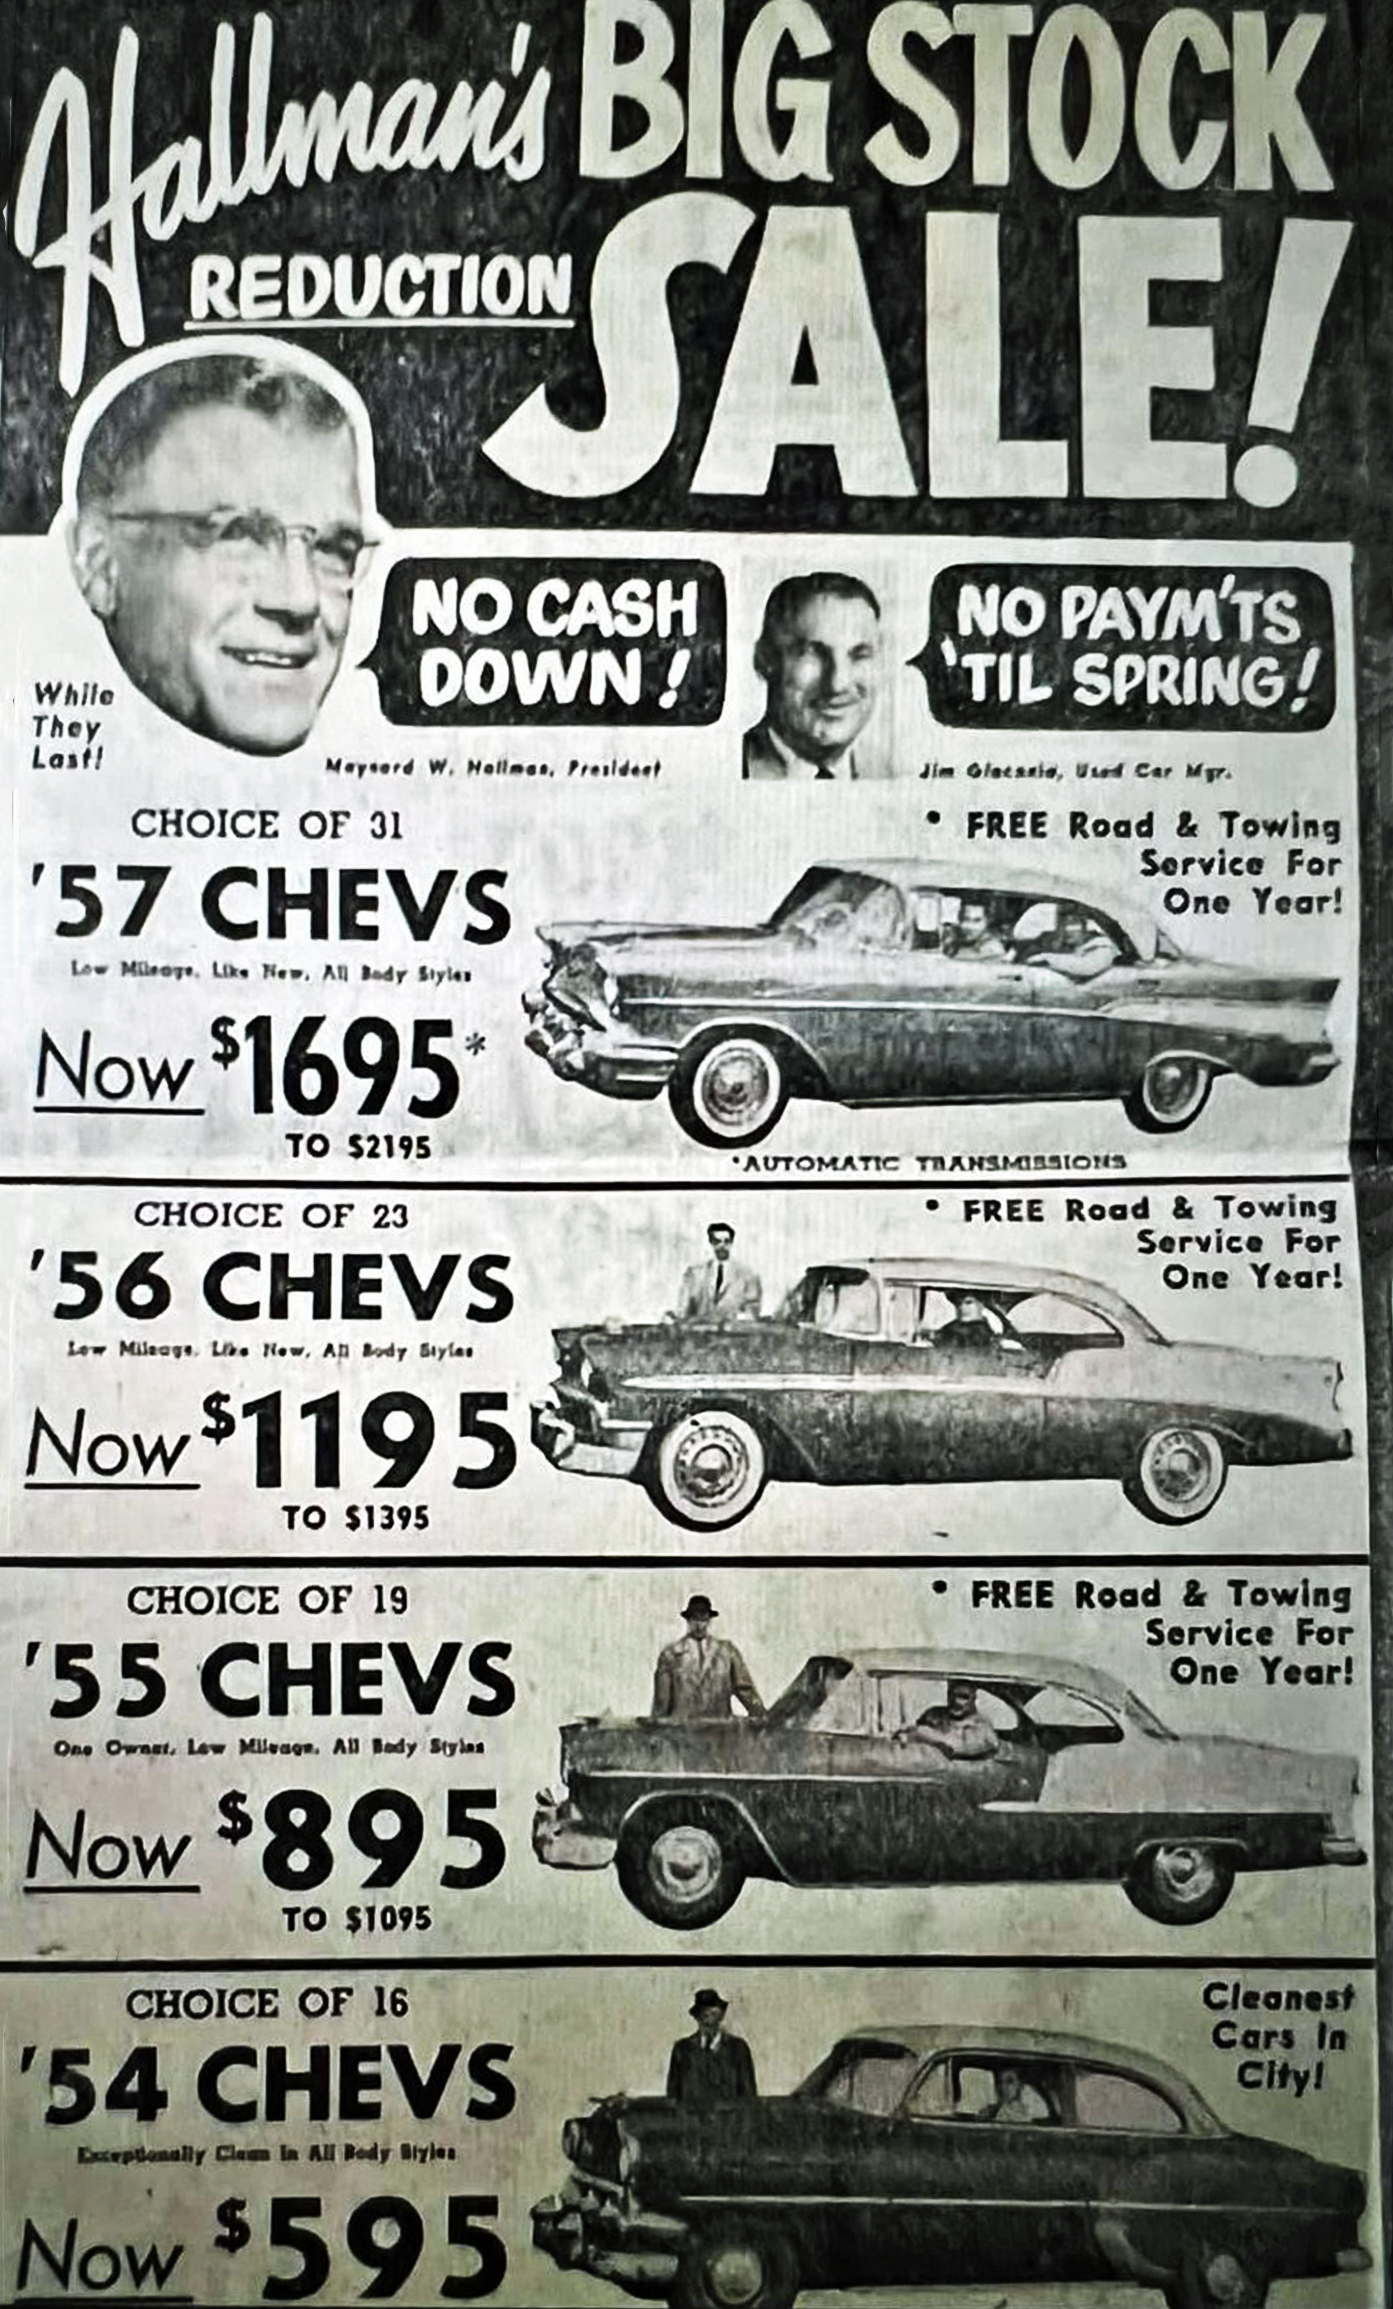 Hallman's BIG STOCK
REDUCTION SALE!
NO CASH
DOWN!
NO PAYM'TS
'TIL SPRING!
While
They
Last!
Maynard W. Hallman, President
Jim Used Car Mgr.
CHOICE OF 31
'57 CHEVS
Low Mileage, Like New, All Body Styles
Now $1695*
TO $2195
• FREE Road & Towing
Service For
One Year!
*AUTOMATIC TRANSMISSIONS
CHOICE OF 23
'56 CHEVS
Low Mileage, Like New, All Body Styles
Now $1195
TO $1395
• FREE Road & Towing
Service For
One Year!
CHOICE OF 19
'55 CHEVS
One Owner, Low Mileage, All Body Styles
Now $895
TO $1095
• FREE Road & Towing
Service For
One Year!
CHOICE OF 16
'54 CHEVS
Exceptionally Clean In All Body Styles
Now $595
Cleanest
Cars In
City!